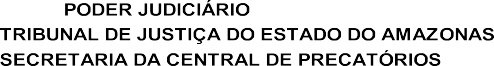 PODER JUDICIÁRIO
TRIBUNAL DE JUSTIÇA DO ESTADO DO AMAZONAS
SECRETARIA DA CENTRAL DE PRECATÓRIOS